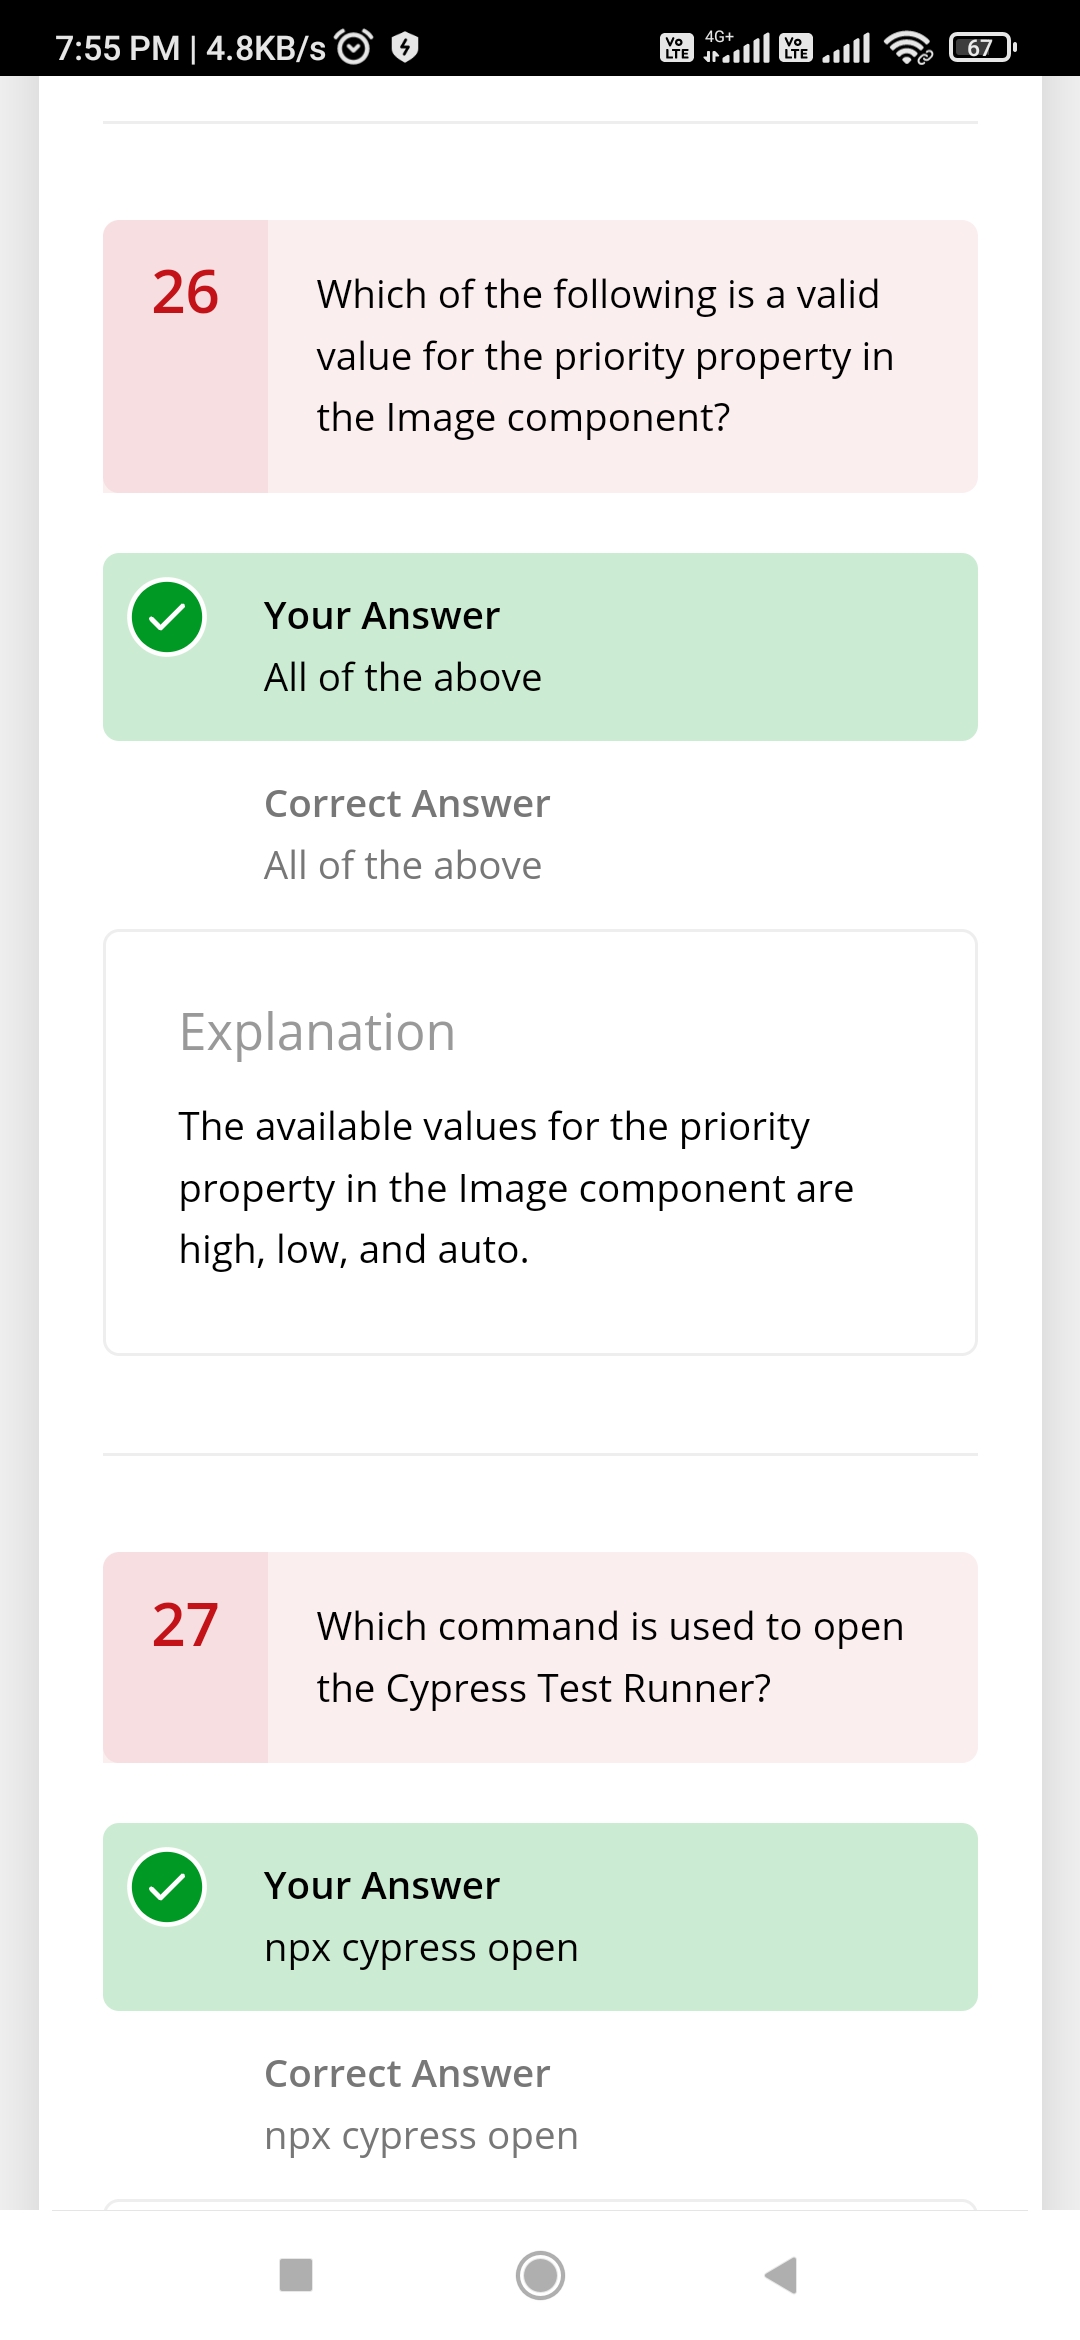 7:55 PM | 4.8KB/s
Vo LTE 4G+ Vo LTE 67
26
Which of the following is a valid
value for the priority property in
the Image component?
Your Answer
All of the above
Correct Answer
All of the above
Explanation
The available values for the priority
property in the Image component are
high, low, and auto.
27
Which command is used to open
the Cypress Test Runner?
Your Answer
npx cypress open
Correct Answer
npx cypress open